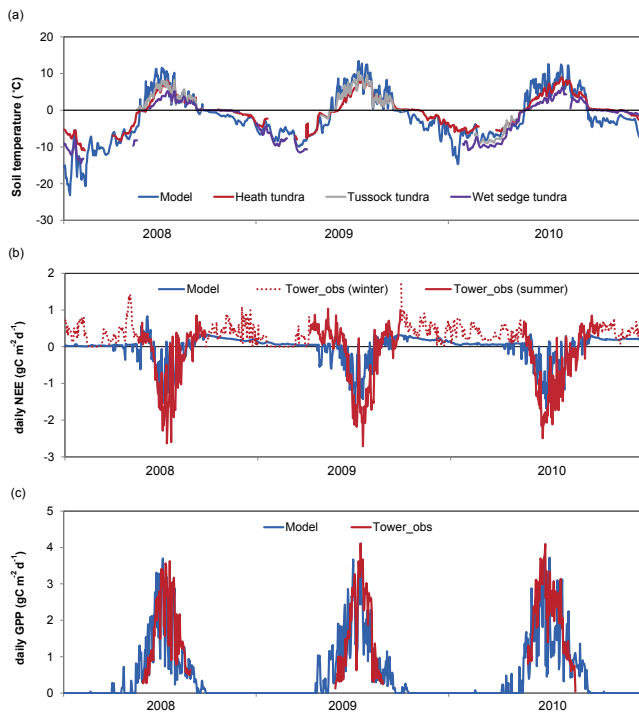 (a)
20
10
0
-10
-20
-30
Soil temperature (°C)
Model Heath tundra Tussock tundra Wet sedge tundra
2008 2009 2010
(b)
2
1
0
-1
-2
-3
daily NEE (gC m⁻² d⁻¹)
Model Tower_obs (winter) Tower_obs (summer)
2008 2009 2010
(c)
5
4
3
2
1
0
daily GPP (gC m⁻² d⁻¹)
Model Tower_obs
2008 2009 2010